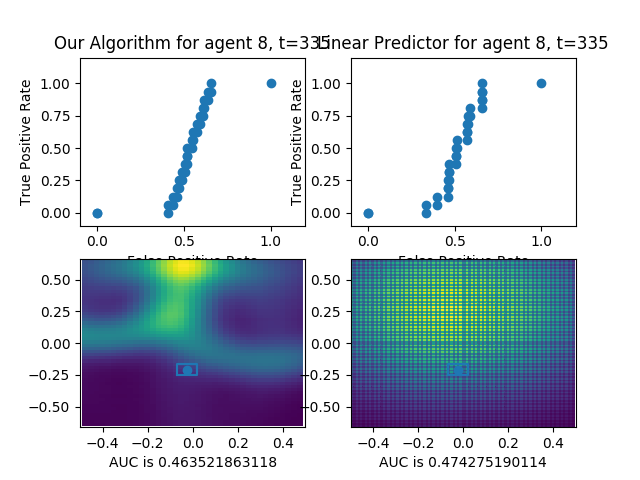 Our Algorithm for agent 8, t=335
Linear Predictor for agent 8, t=335
True Positive Rate
1.00
0.75
0.50
0.25
0.00
0.0 0.5 1.0
False Positive Rate
True Positive Rate
1.00
0.75
0.50
0.25
0.00
0.0 0.5 1.0
False Positive Rate
0.50
0.25
0.00
−0.25
−0.50
−0.4 −0.2 0.0 0.2 0.4
AUC is 0.463521863118
0.50
0.25
0.00
−0.25
−0.50
−0.4 −0.2 0.0 0.2 0.4
AUC is 0.474275190114